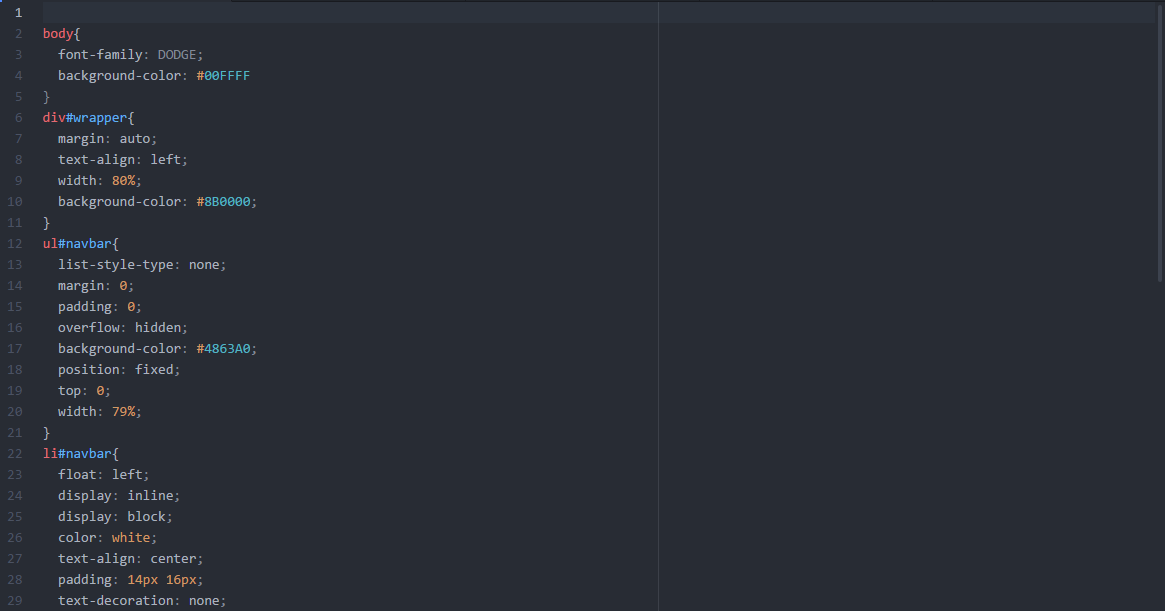 1
2 body{
3   font-family: DODGE;
4   background-color: #00FFFF
5 }
6 div#wrapper{
7   margin: auto;
8   text-align: left;
9   width: 80%;
10   background-color: #8B0000;
11 }
12 ul#navbar{
13   list-style-type: none;
14   margin: 0;
15   padding: 0;
16   overflow: hidden;
17   background-color: #4863A0;
18   position: fixed;
19   top: 0;
20   width: 79%;
21 }
22 li#navbar{
23   float: left;
24   display: inline;
25   display: block;
26   color: white;
27   text-align: center;
28   padding: 14px 16px;
29   text-decoration: none;